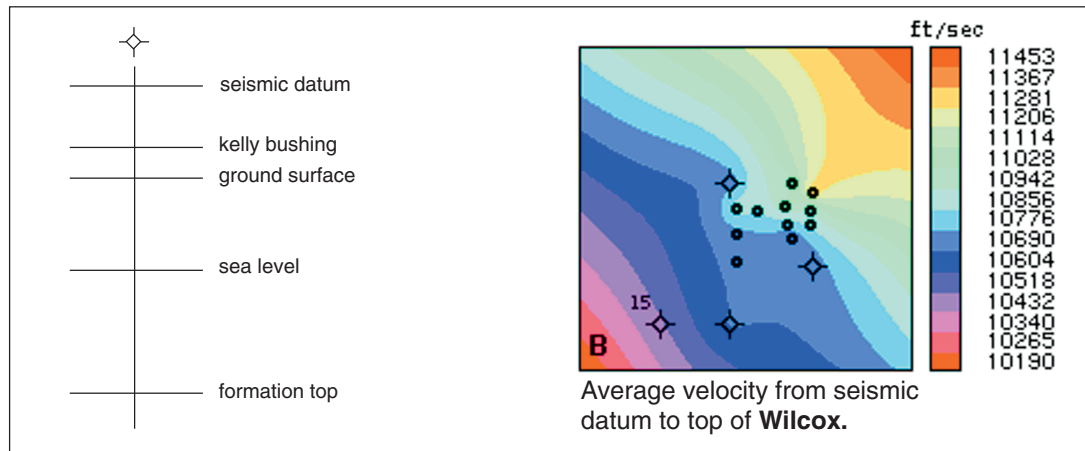 seismic datum
kelly bushing
ground surface
sea level
formation top
ft/sec
11453
11367
11281
11206
11114
11028
10942
10856
10776
10690
10604
10518
10432
10340
10265
10190
15
B
Average velocity from seismic
datum to top of Wilcox.